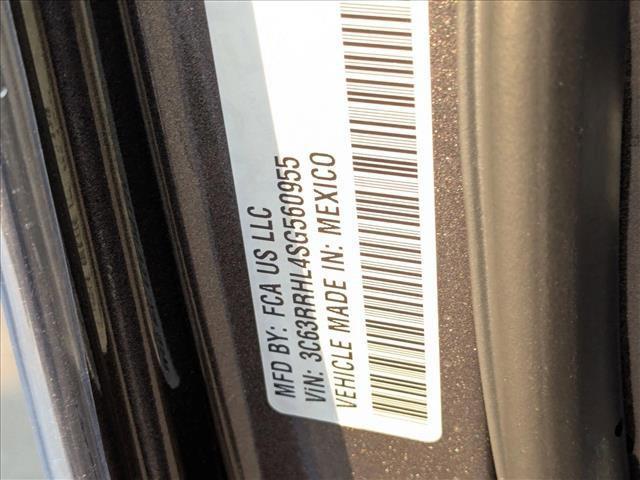 MFD BY: FCA US LLC
VIN: 3C63RRHL4SG560955
VEHICLE MADE IN: MEXICO